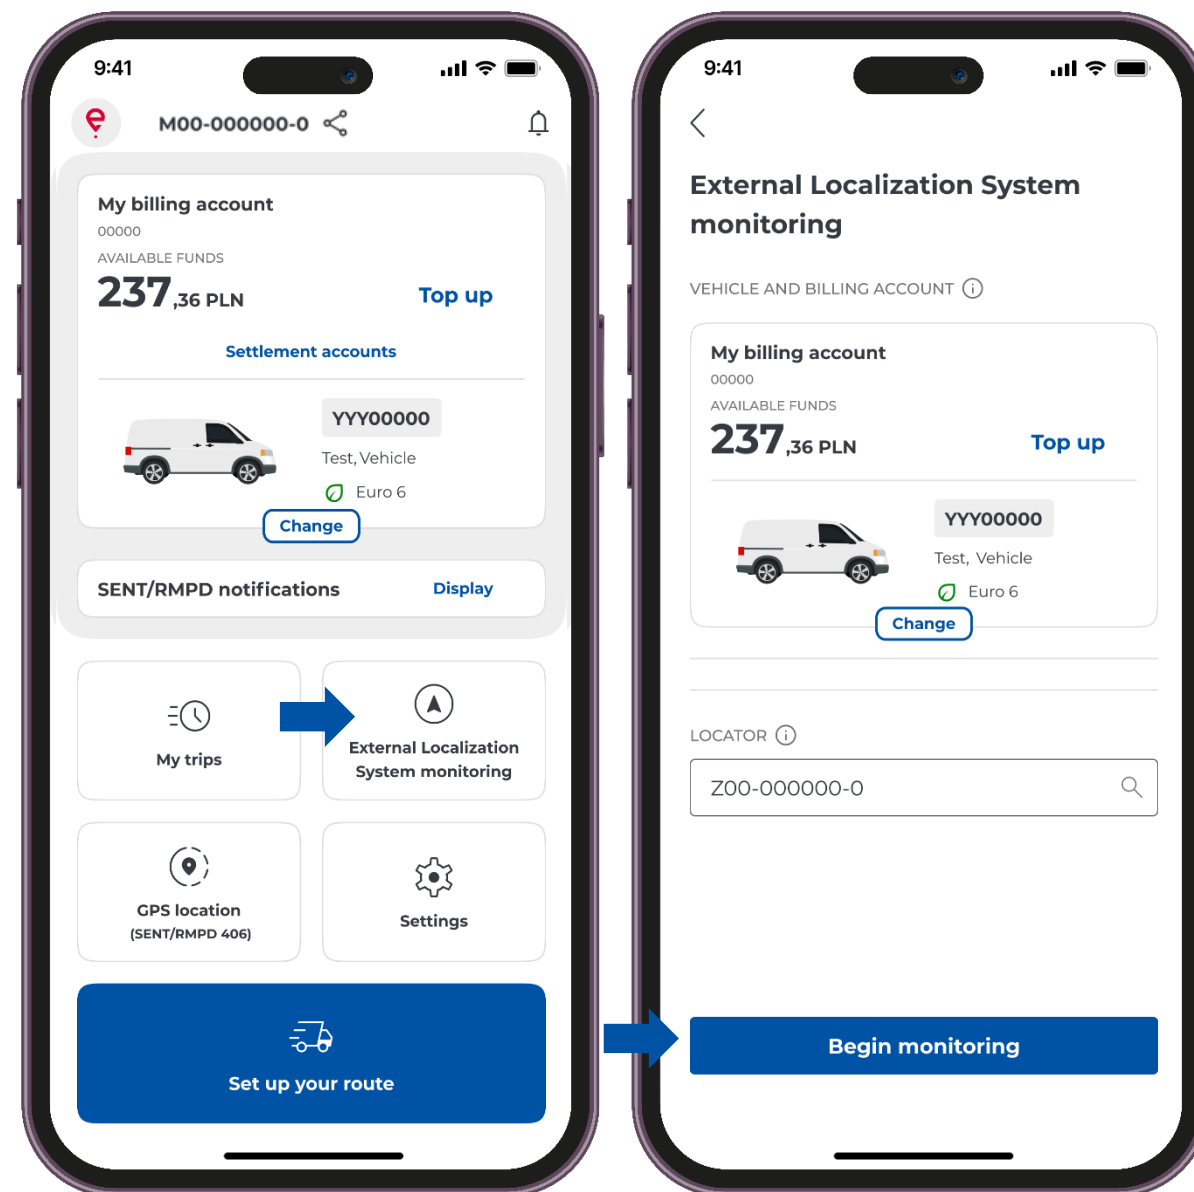 9:41
M00-000000-0
My billing account
00000
AVAILABLE FUNDS
237,36 PLN
Top up
Settlement accounts
YYY00000
Test, Vehicle
Euro 6
Change
SENT/RMPD notifications
Display
My trips
External Localization
System monitoring
GPS location
(SENT/RMPD 406)
Settings
Set up your route
9:41
External Localization System
monitoring
VEHICLE AND BILLING ACCOUNT
My billing account
00000
AVAILABLE FUNDS
237,36 PLN
Top up
YYY00000
Test, Vehicle
Euro 6
Change
LOCATOR
Z00-000000-0
Begin monitoring